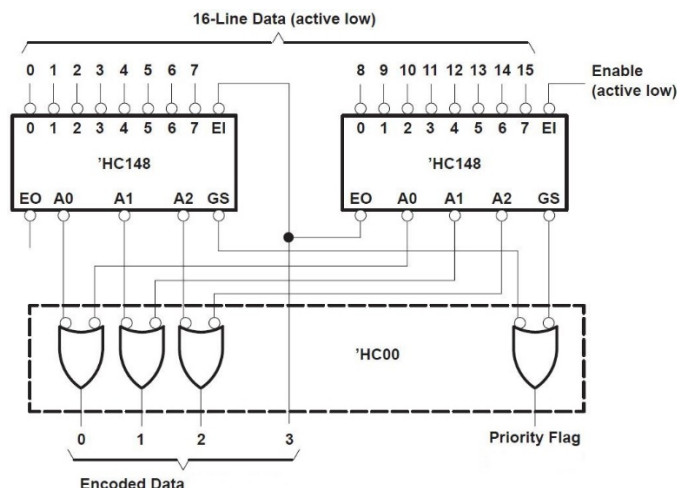 16-Line Data (active low)
0 1 2 3 4 5 6 7
8 9 10 11 12 13 14 15
Enable
(active low)
0 1 2 3 4 5 6 7 EI
0 1 2 3 4 5 6 7 EI
'HC148
'HC148
EO A0 A1 A2 GS
EO A0 A1 A2 GS
'HC00
0 1 2 3
Priority Flag
Encoded Data